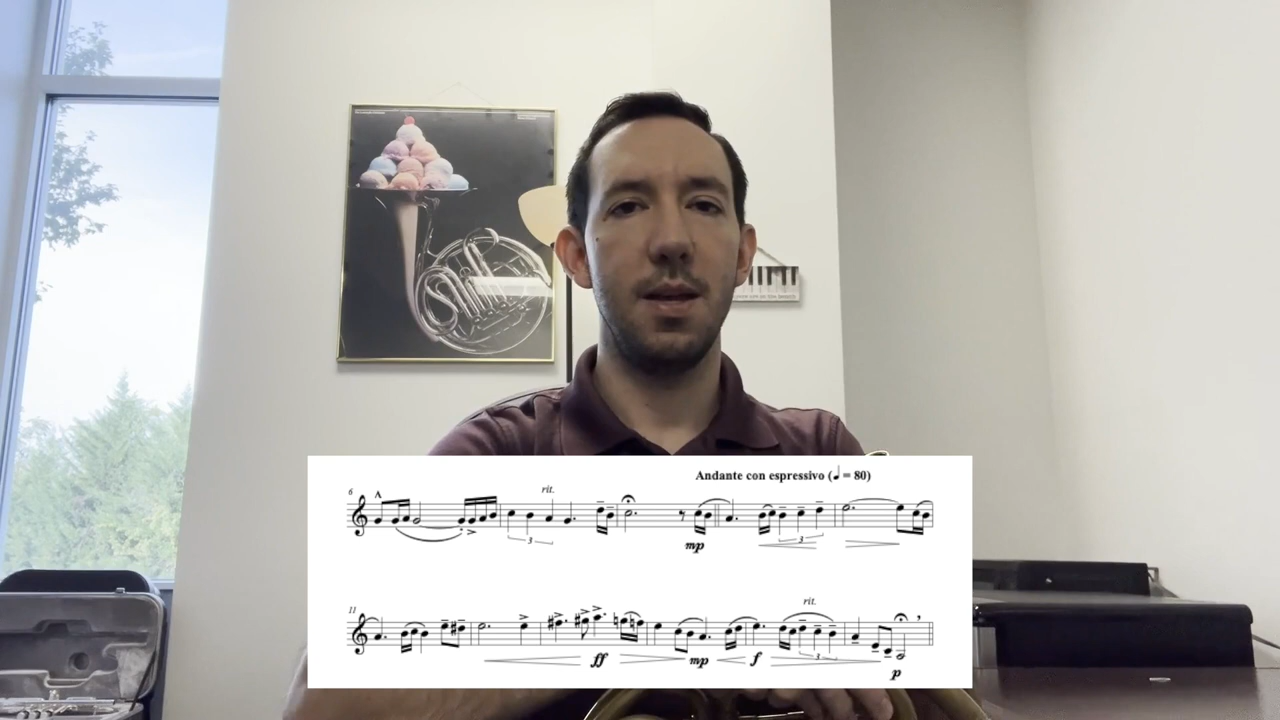 Andante con espressivo (♩ = 80)
6
rit.
3
3
mp
11
rit.
3
ff
mp
f
p